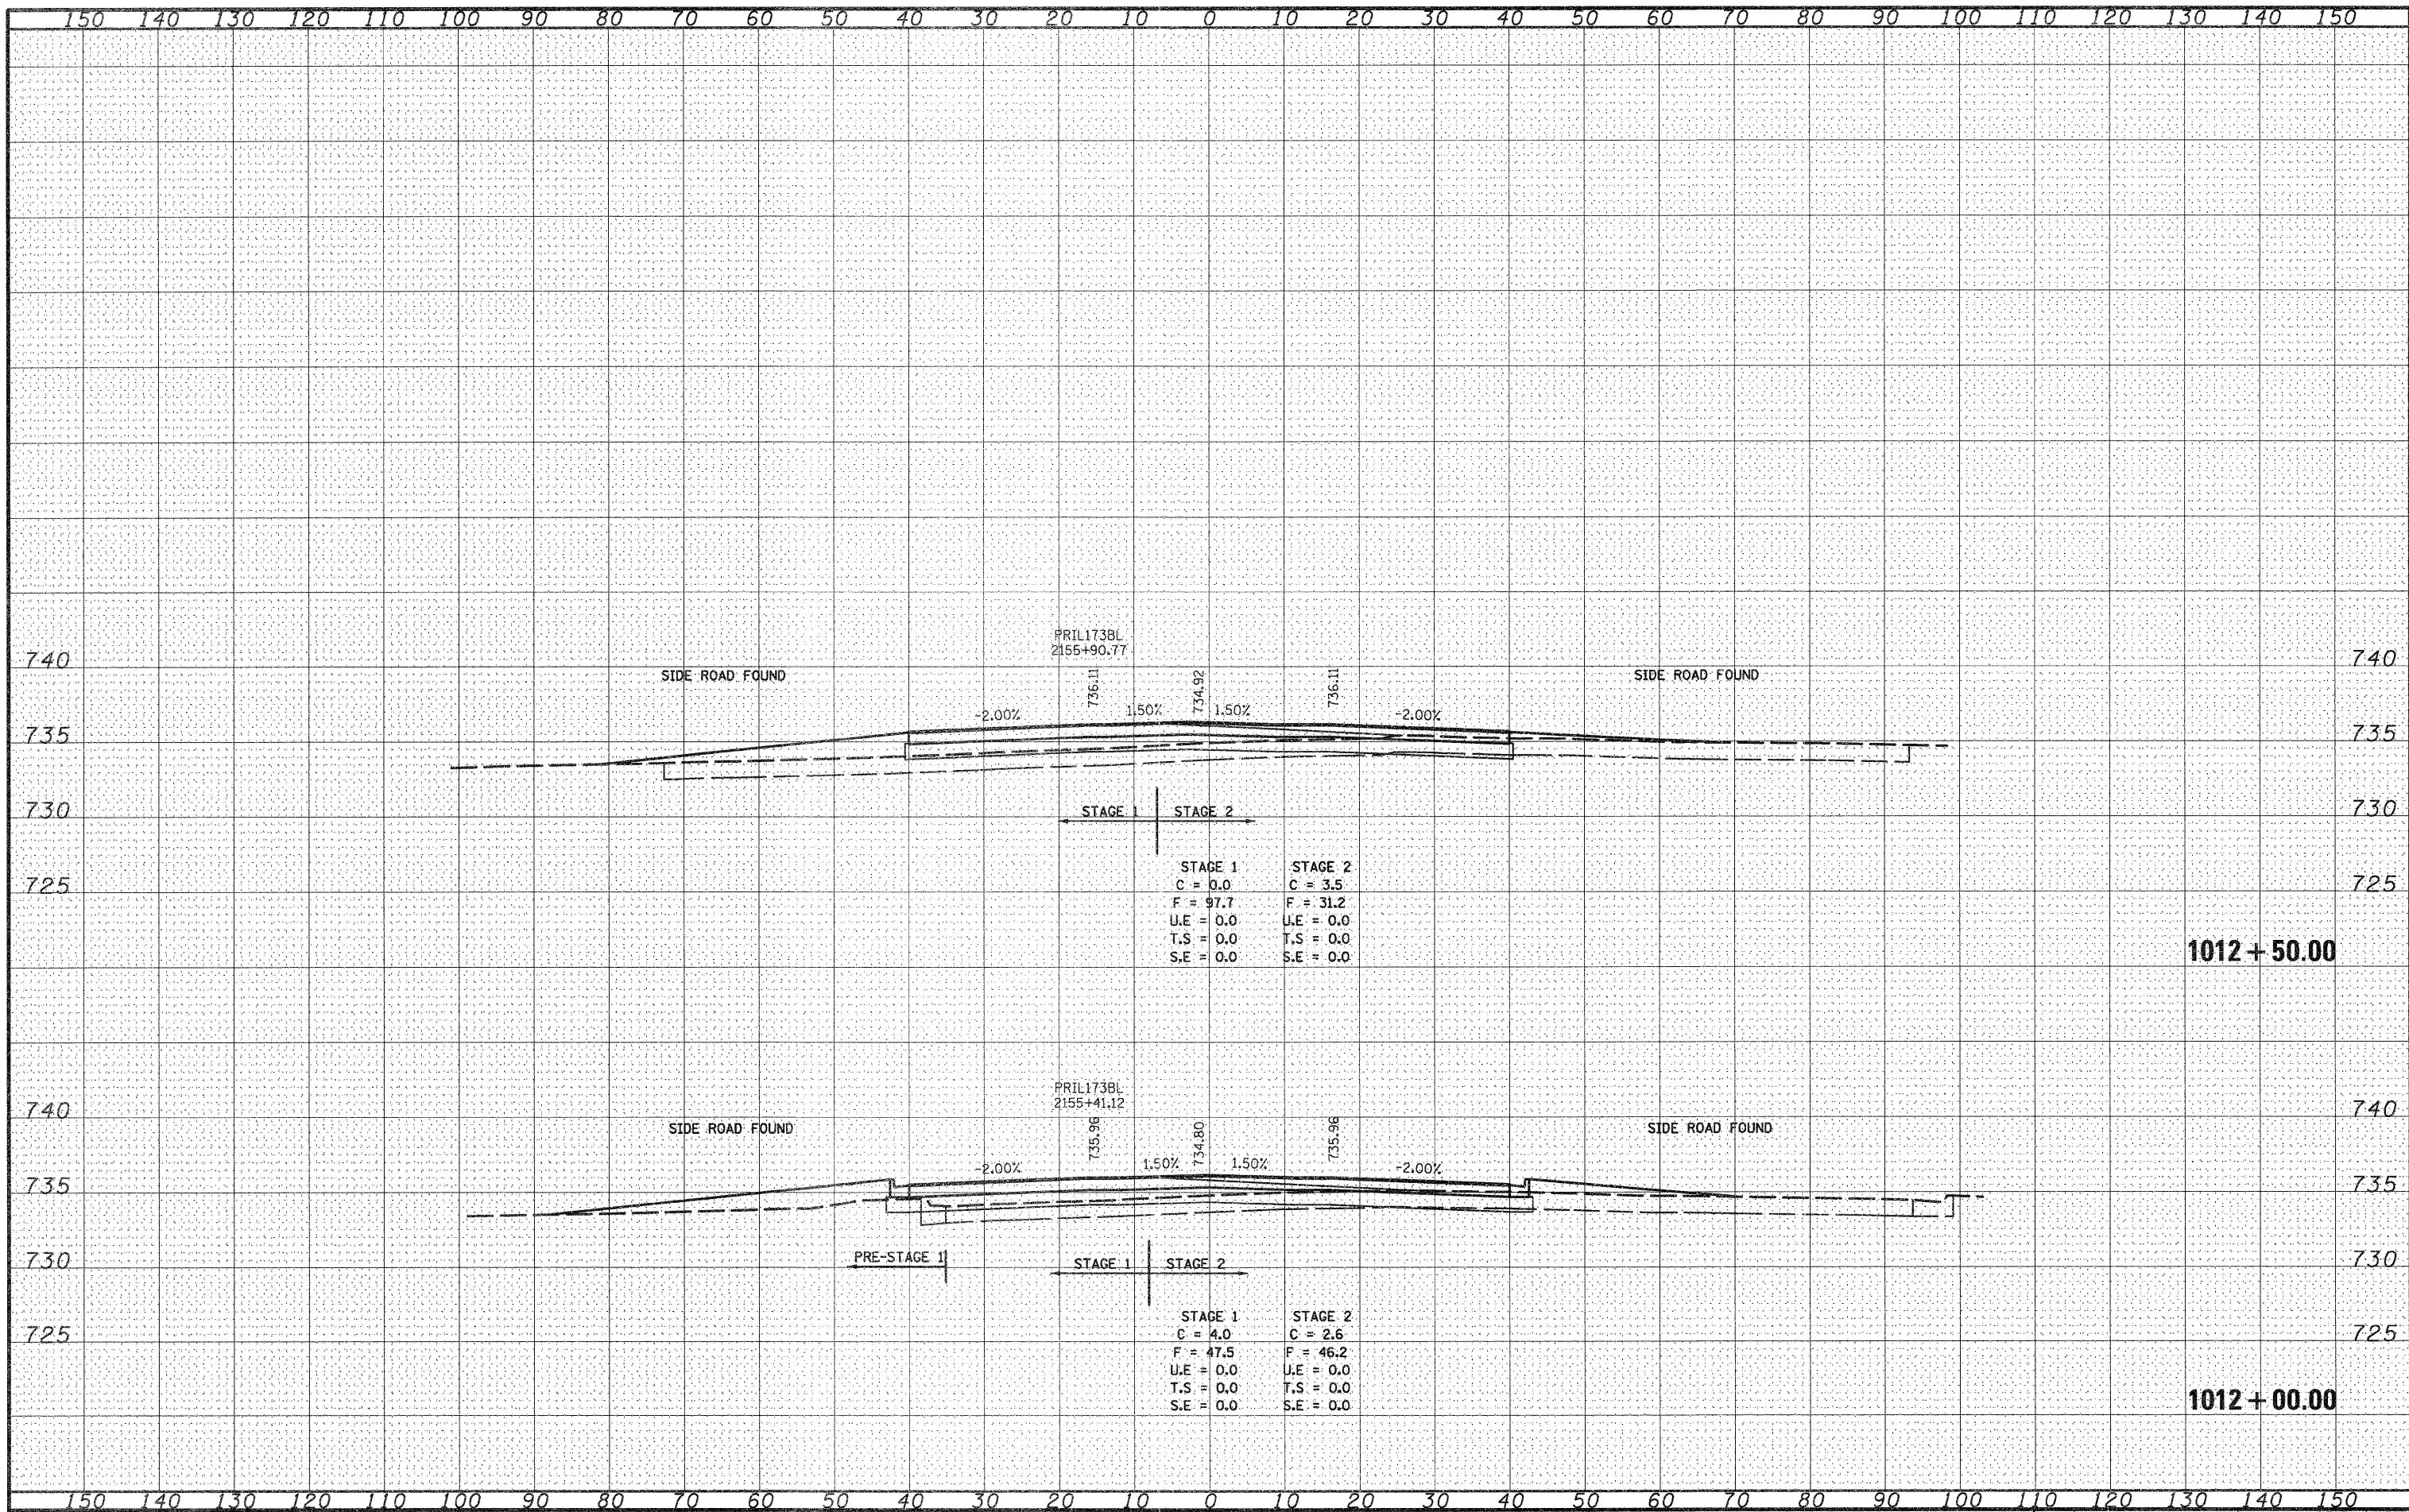 150 140 130 120 110 100 90 80 70 60 50 40 30 20 10 0 10 20 30 40 50 60 70 80 90 100 110 120 130 140 150
PRIL173BL
2155+90.77
740 740
SIDE ROAD FOUND SIDE ROAD FOUND
736.11 734.92 736.11
-2.00% 1.50% 1.50% -2.00%
735 735
730 730
STAGE 1 STAGE 2
STAGE 1 STAGE 2
725 725
C = 0.0 C = 3.5
F = 97.7 F = 31.2
U.E = 0.0 U.E = 0.0
T.S = 0.0 T.S = 0.0
S.E = 0.0 S.E = 0.0
1012+50.00
PRIL173BL
2155+41.12
740 740
SIDE ROAD FOUND SIDE ROAD FOUND
735.96 734.80 735.96
-2.00% 1.50% 1.50% -2.00%
735 735
730 730
PRE-STAGE 1 STAGE 1 STAGE 2
STAGE 1 STAGE 2
725 725
C = 4.0 C = 2.6
F = 47.5 F = 46.2
U.E = 0.0 U.E = 0.0
T.S = 0.0 T.S = 0.0
S.E = 0.0 S.E = 0.0
1012+00.00
150 140 130 120 110 100 90 80 70 60 50 40 30 20 10 0 10 20 30 40 50 60 70 80 90 100 110 120 130 140 150